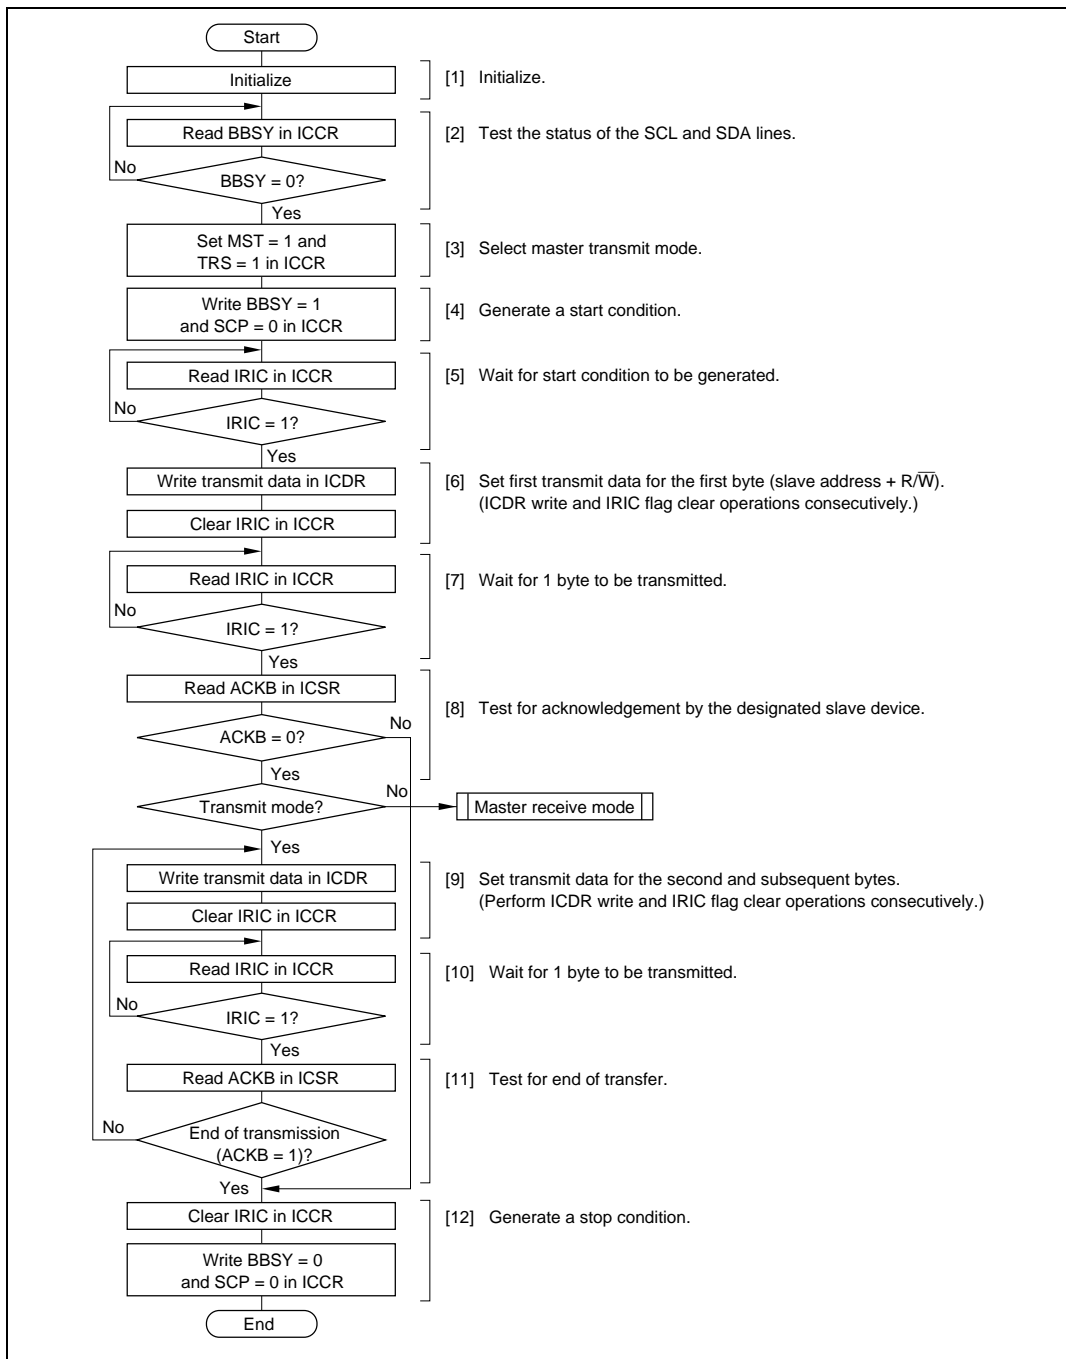 Start
Initialize
[1] Initialize.
Read BBSY in ICCR
[2] Test the status of the SCL and SDA lines.
No
BBSY = 0?
Yes
Set MST = 1 and
TRS = 1 in ICCR
[3] Select master transmit mode.
Write BBSY = 1
and SCP = 0 in ICCR
[4] Generate a start condition.
Read IRIC in ICCR
[5] Wait for start condition to be generated.
No
IRIC = 1?
Yes
Write transmit data in ICDR
[6] Set first transmit data for the first byte (slave address + R/W̅).
(ICDR write and IRIC flag clear operations consecutively.)
Clear IRIC in ICCR
Read IRIC in ICCR
[7] Wait for 1 byte to be transmitted.
No
IRIC = 1?
Yes
Read ACKB in ICSR
[8] Test for acknowledgement by the designated slave device.
No
ACKB = 0?
Yes
No
Transmit mode?
Master receive mode
Yes
Write transmit data in ICDR
[9] Set transmit data for the second and subsequent bytes.
(Perform ICDR write and IRIC flag clear operations consecutively.)
Clear IRIC in ICCR
Read IRIC in ICCR
[10] Wait for 1 byte to be transmitted.
No
IRIC = 1?
Yes
Read ACKB in ICSR
[11] Test for end of transfer.
No
End of transmission
(ACKB = 1)?
Yes
Clear IRIC in ICCR
[12] Generate a stop condition.
Write BBSY = 0
and SCP = 0 in ICCR
End